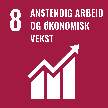 8 ANSTENDIG ARBEID
OG ØKONOMISK
VEKST